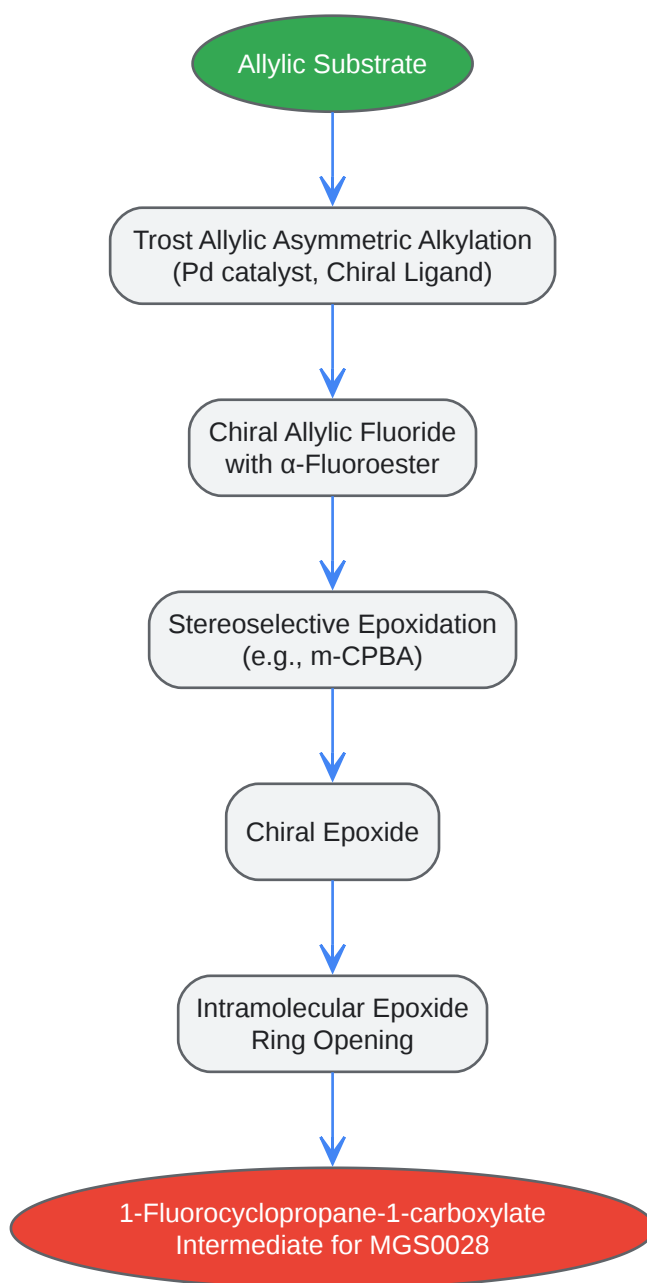 Allylic Substrate
Trost Allylic Asymmetric Alkylation
(Pd catalyst, Chiral Ligand)
Chiral Allylic Fluoride
with α-Fluoroester
Stereoselective Epoxidation
(e.g., m-CPBA)
Chiral Epoxide
Intramolecular Epoxide
Ring Opening
1-Fluorocyclopropane-1-carboxylate
Intermediate for MGS0028